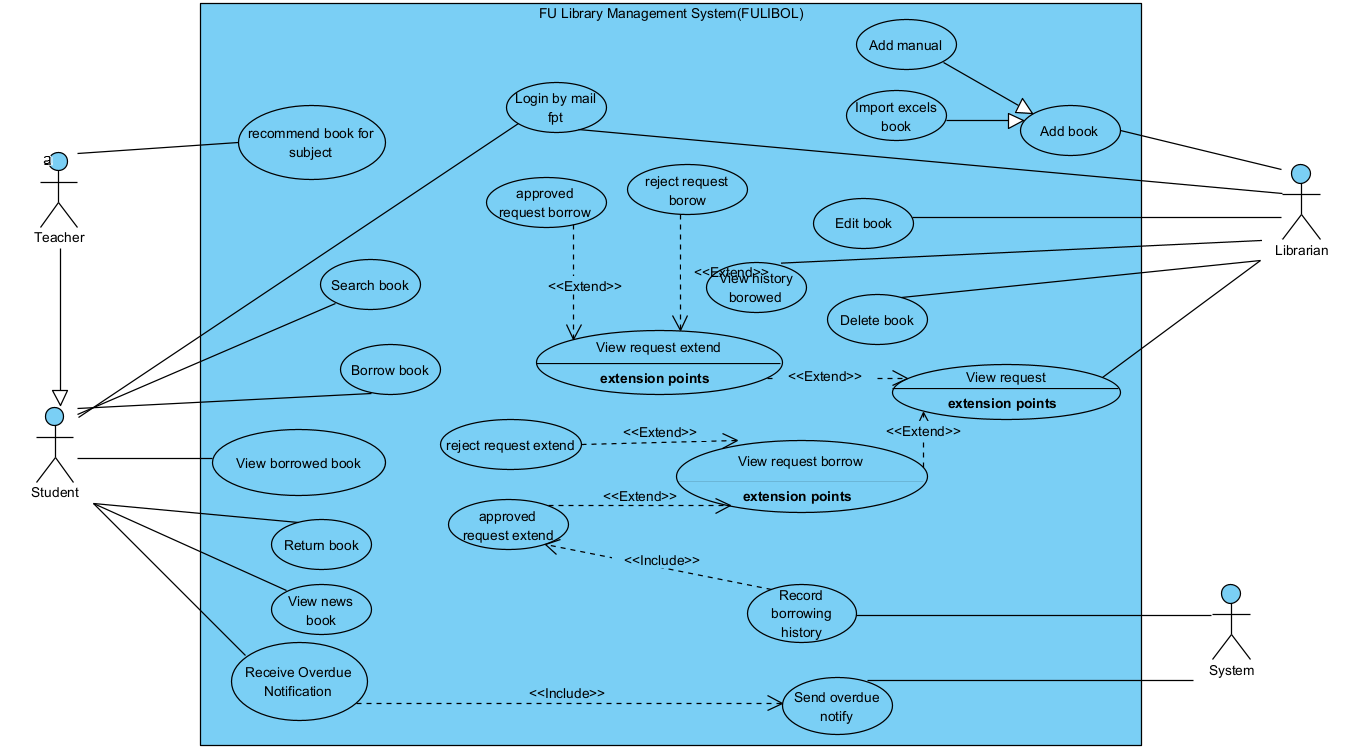 FU Library Management System(FULIBOL)
Add manual
Login by mail
fpt
Import excels
book
Add book
recommend book for
subject
a
Teacher
approved
request borrow
reject request
borow
Edit book
Librarian
<<Extend>>
<<Extend>>
View history
borowed
Search book
Delete book
View request extend
extension points
<<Extend>>
View request
extension points
Borrow book
<<Extend>>
reject request extend
<<Extend>>
View request borrow
extension points
Student
View borrowed book
<<Extend>>
approved
request extend
Return book
<<Include>>
View news
book
Record
borrowing
history
System
Receive Overdue
Notification
<<Include>>
Send overdue
notify